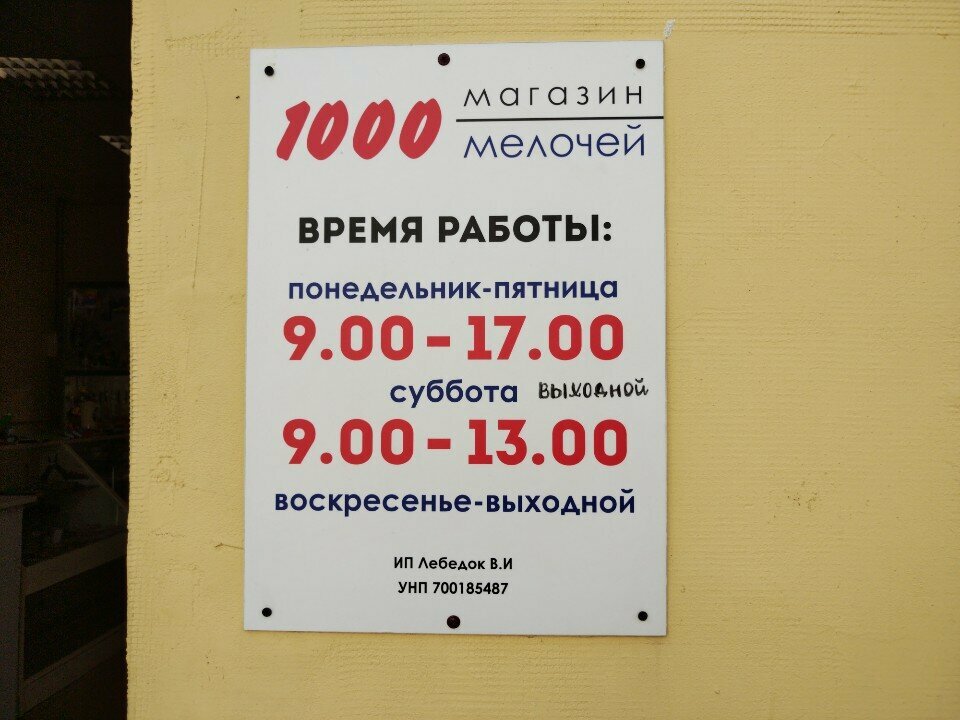 1000 магазин
мелочей
ВРЕМЯ РАБОТЫ:
понедельник-пятница
9.00 - 17.00
суббота выходной
9.00 - 13.00
воскресенье-выходной
ИП Лебедок В.И
УНП 700185487